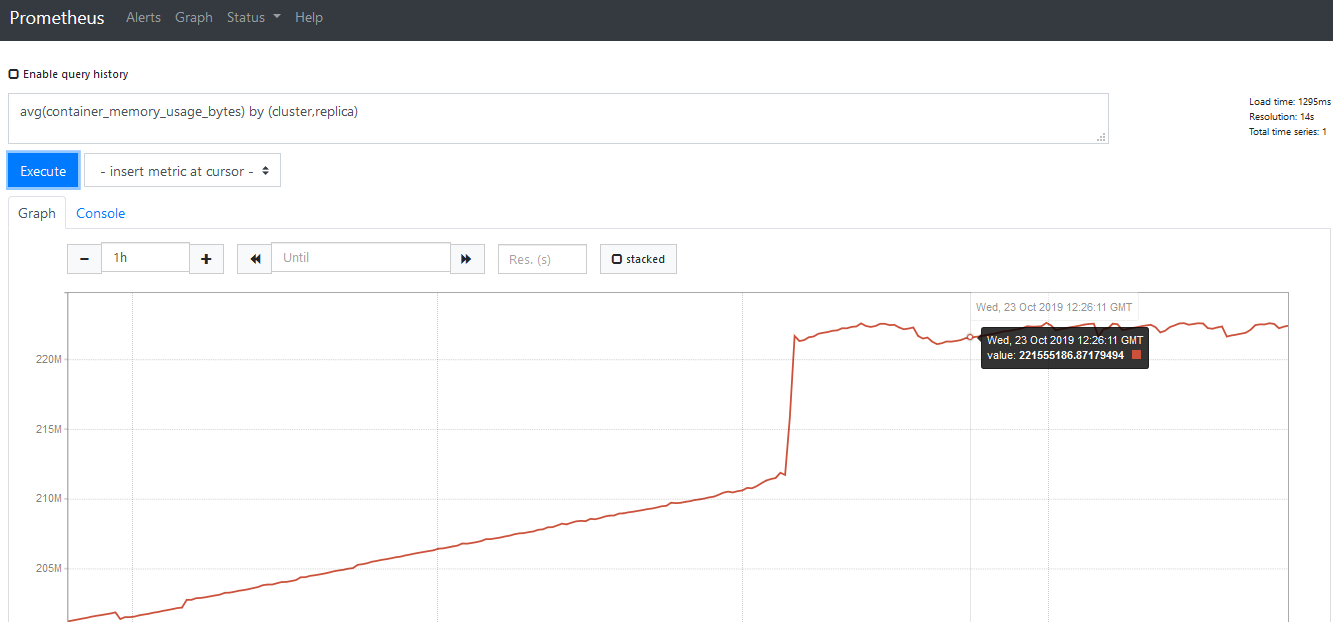 Prometheus Alerts Graph Status Help
Enable query history
avg(container_memory_usage_bytes) by (cluster,replica)
Load time: 1295ms
Resolution: 14s
Total time series: 1
Execute - insert metric at cursor -
Graph Console
− 1h + Until Res. (s) stacked
Wed, 23 Oct 2019 12:26:11 GMT
Wed, 23 Oct 2019 12:26:11 GMT
value: 221555186.87179494
220M
215M
210M
205M